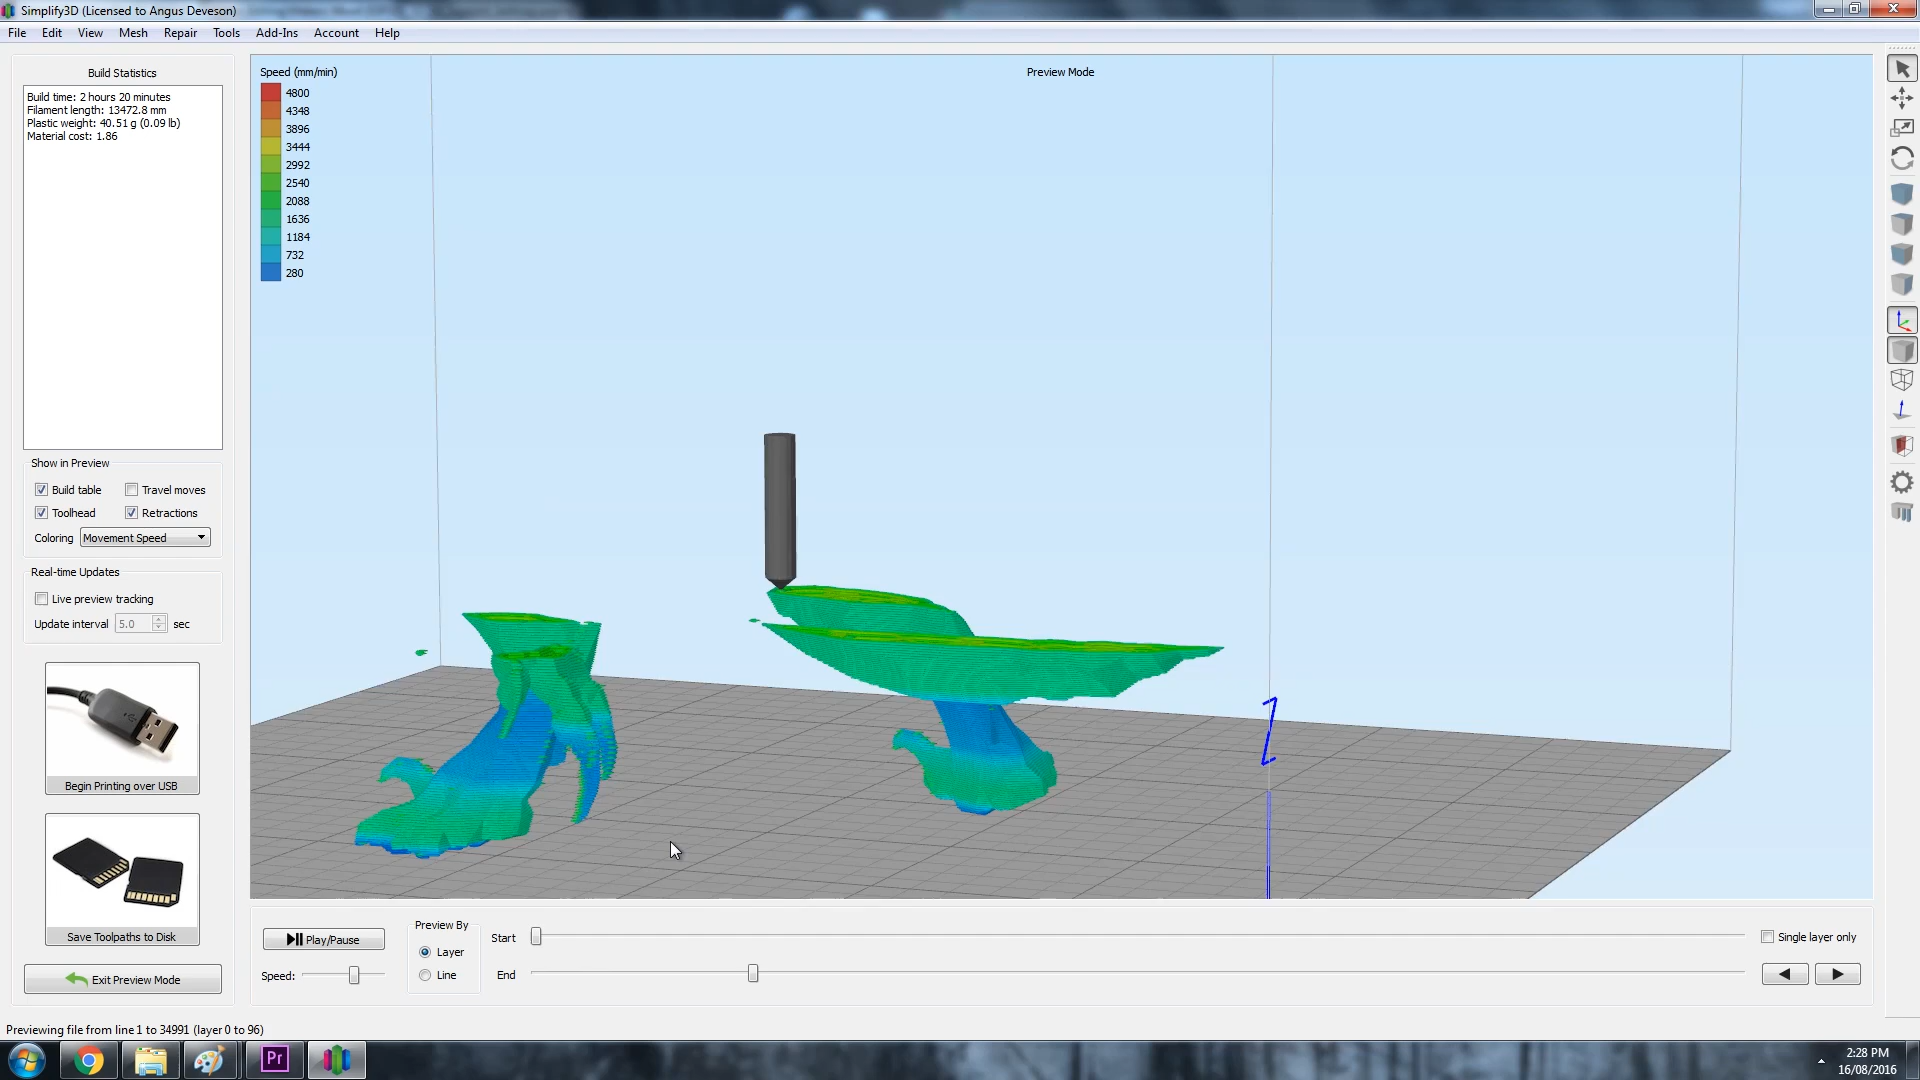 Simplify3D (Licensed to Angus Deveson)
File Edit View Mesh Repair Tools Add-Ins Account Help
Build Statistics
Build time: 2 hours 20 minutes
Filament length: 13472.8 mm
Plastic weight: 40.51 g (0.09 lb)
Material cost: 1.86
Show in Preview
Build table Travel moves
Toolhead Retractions
Coloring Movement Speed
Real-time Updates
Live preview tracking
Update interval 5.0 sec
Begin Printing over USB
Save Toolpaths to Disk
Exit Preview Mode
Speed (mm/min)
4800
4348
3896
3444
2992
2540
2088
1636
1184
732
280
Preview Mode
Z
Play/Pause
Speed:
Preview By
Layer
Line
Start
End
Single layer only
Previewing file from line 1 to 34991 (layer 0 to 96)
Pr
2:28 PM
16/08/2016